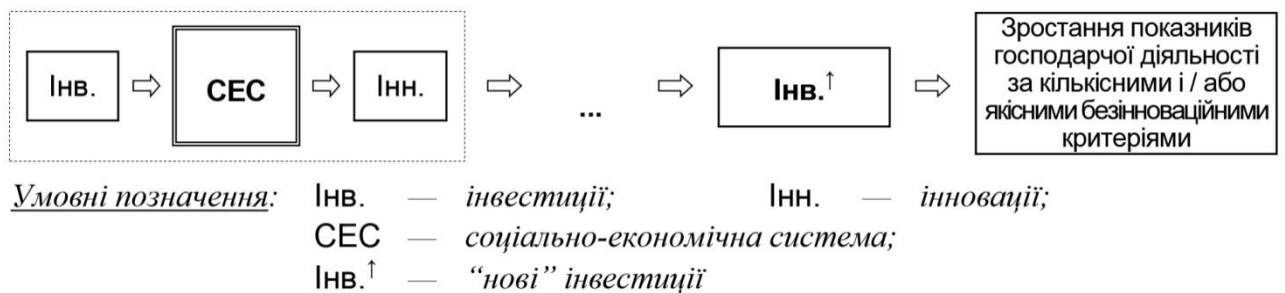 Інв. ⇨ СЕС ⇨ Інн. ⇨ ... ⇨ Інв.↑ ⇨
Зростання показників
господарчої діяльності
за кількісними і / або
якісними безінноваційними
критеріями
Умовні позначення: Інв. — інвестиції; Інн. — інновації;
СЕС — соціально-економічна система;
Інв.↑ — “нові” інвестиції